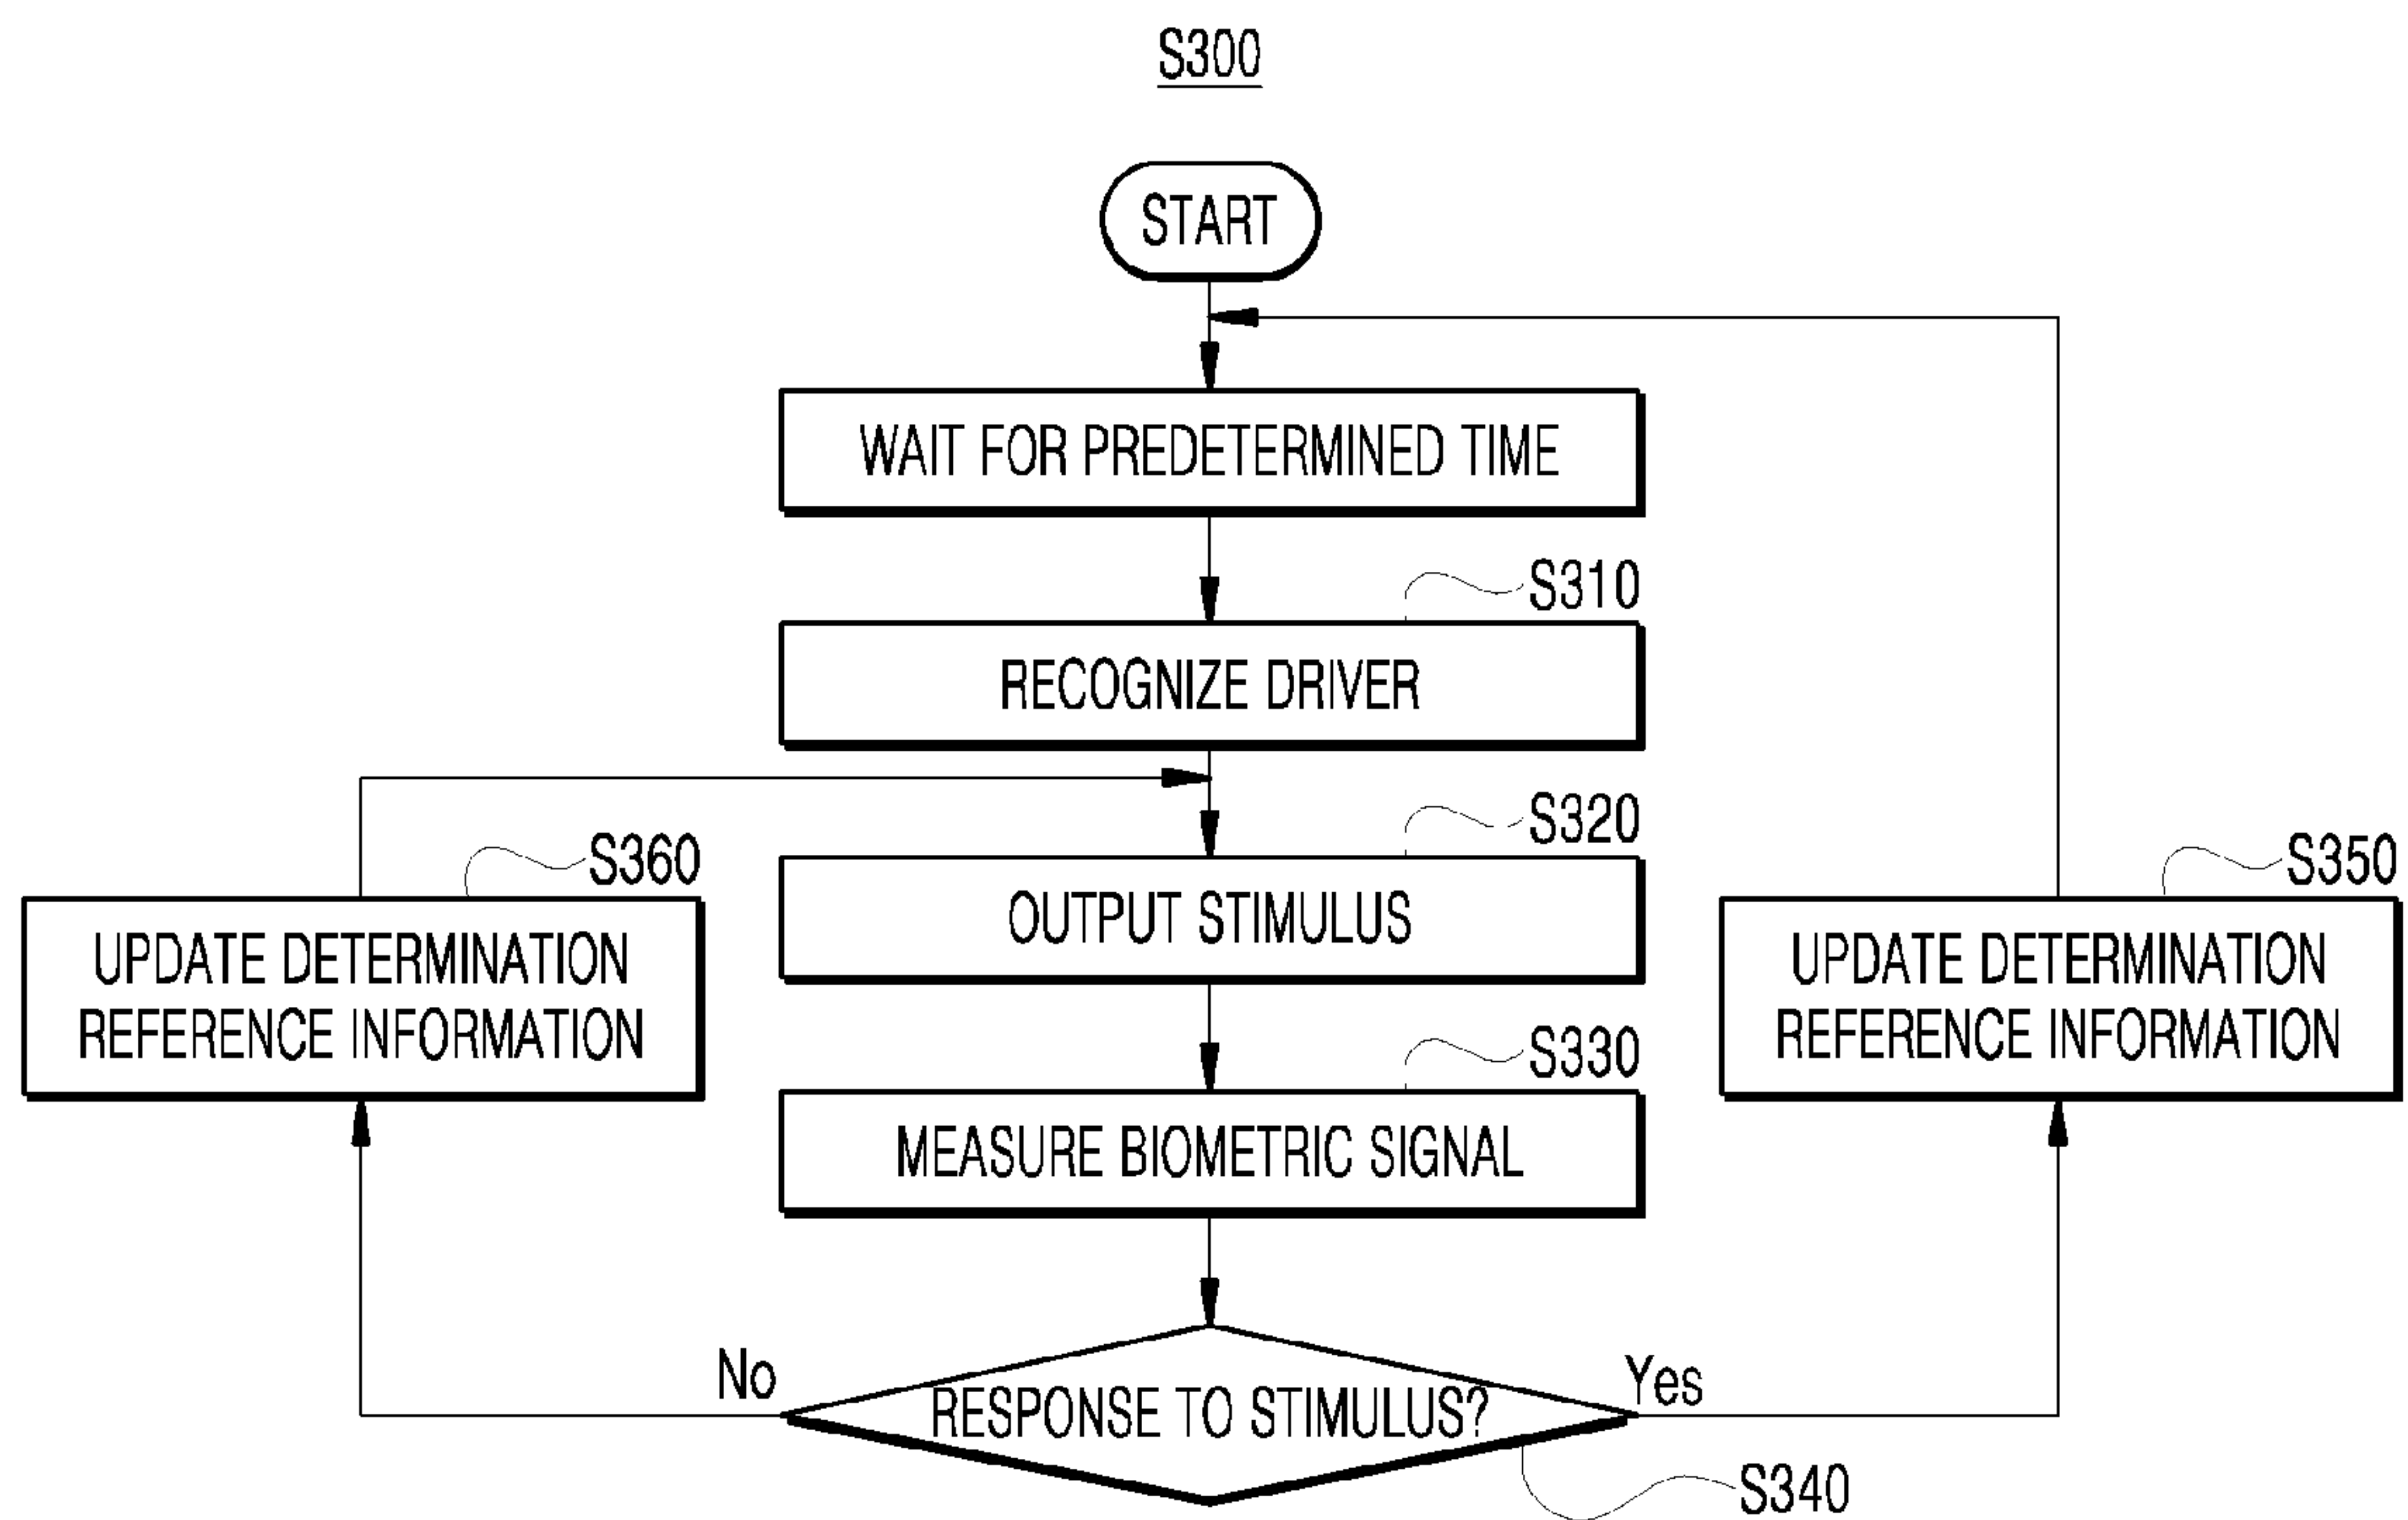 S300
START
WAIT FOR PREDETERMINED TIME
S310
RECOGNIZE DRIVER
S320
OUTPUT STIMULUS
S360
UPDATE DETERMINATION
REFERENCE INFORMATION
S350
UPDATE DETERMINATION
REFERENCE INFORMATION
S330
MEASURE BIOMETRIC SIGNAL
No
RESPONSE TO STIMULUS?
Yes
S340